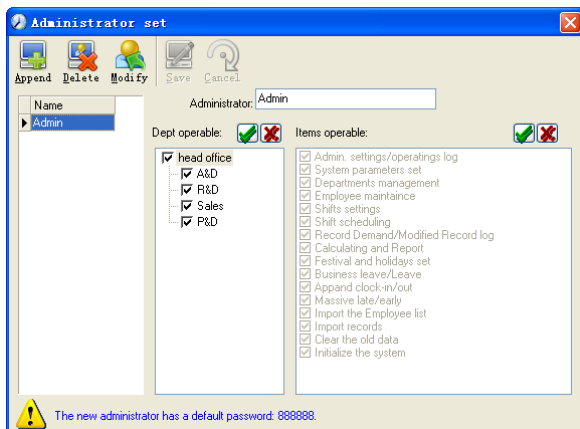 Administrator set
Append Delete Modify Save Cancel
Name
Admin
Administrator: Admin
Dept operable:
head office
A&D
R&D
Sales
P&D
Items operable:
Admin. settings/operatings log
System parameters set
Departments management
Employee maintaince
Shifts settings
Shift scheduling
Record Demand/Modified Record log
Calculating and Report
Festival and holidays set
Business leave/Leave
Appand clock-in/out
Massive late/early
Import the Employee list
Import records
Clear the old data
Initialize the system
The new administrator has a default password: 888888.